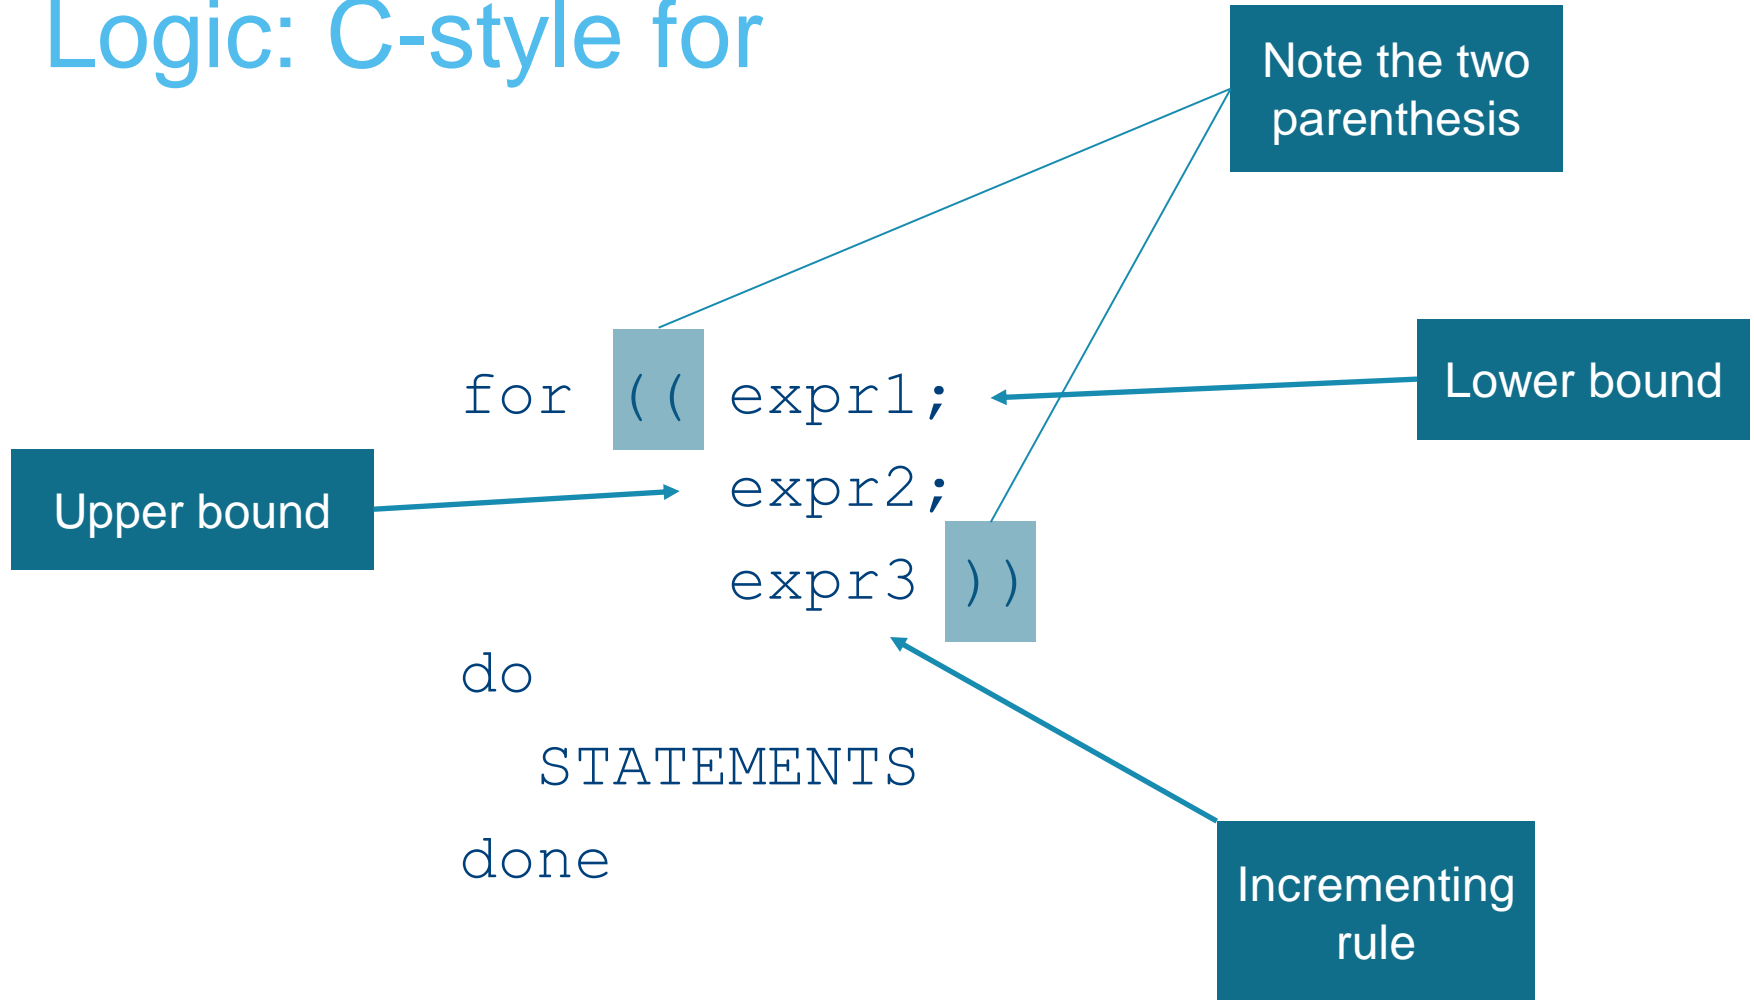 Logic: C-style for
Note the two
parenthesis
for (( expr1;
Lower bound
Upper bound
expr2;
expr3 ))
do
STATEMENTS
done
Incrementing
rule